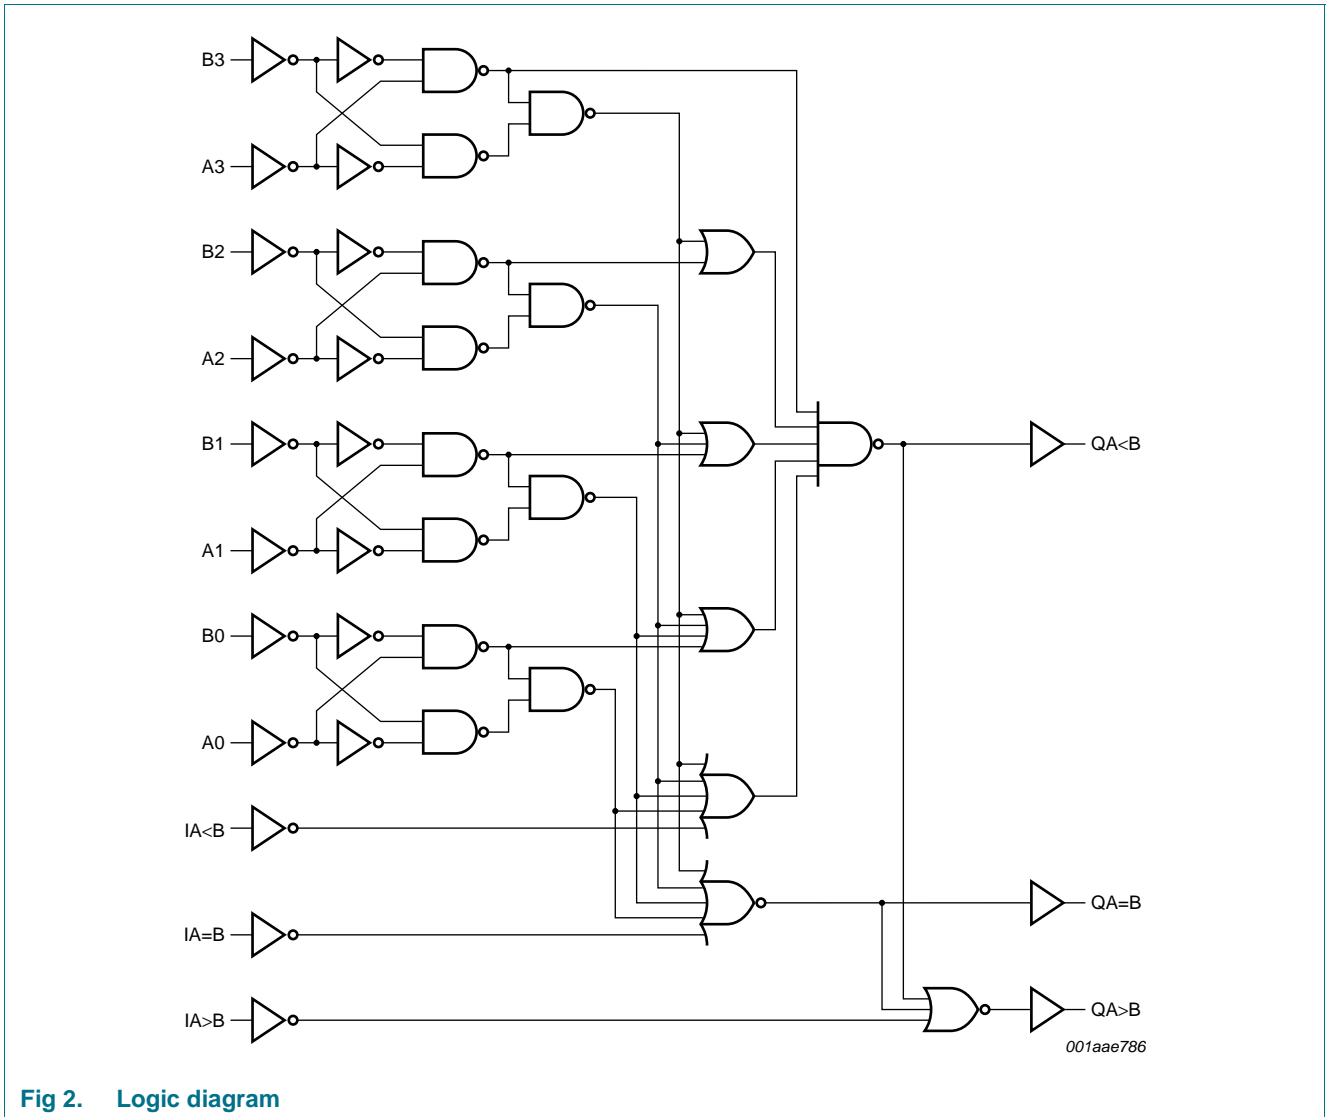 B3
A3
B2
A2
B1
QA<B
A1
B0
A0
IA<B
QA=B
IA=B
QA>B
IA>B
001aae786
Fig 2. Logic diagram